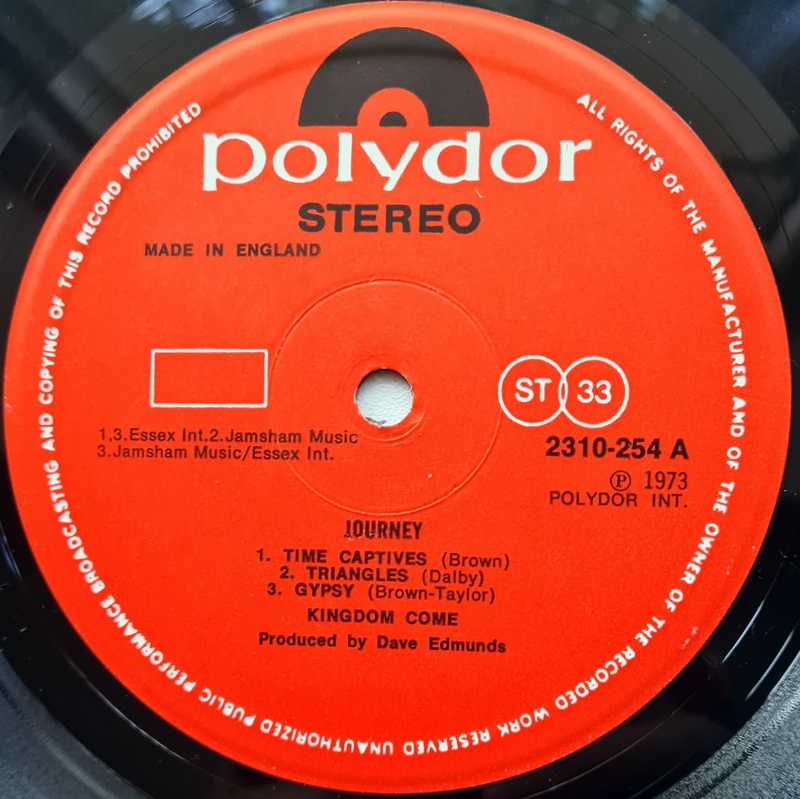 polydor
STEREO
MADE IN ENGLAND
ST 33
1,3.Essex Int.2.Jamsham Music
3.Jamsham Music/Essex Int.
2310-254 A
Ⓟ 1973
POLYDOR INT.
JOURNEY
1. TIME CAPTIVES (Brown)
2. TRIANGLES (Dalby)
3. GYPSY (Brown-Taylor)
KINGDOM COME
Produced by Dave Edmunds
ALL RIGHTS OF THE MANUFACTURER AND OF THE OWNER OF THE RECORDED WORK RESERVED UNAUTHORIZED PUBLIC PERFORMANCE BROADCASTING AND COPYING OF THIS RECORD PROHIBITED